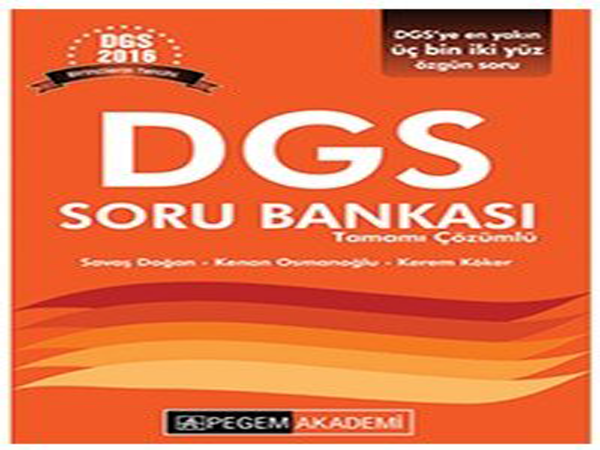 DGS
2016
DGS'ye en yakın
üç bin iki yüz
özgün soru
DGS
SORU BANKASI
Tamamı Çözümlü
Savaş Doğan - Kenan Osmanoğlu - Kerem Köker
PEGEM AKADEMİ